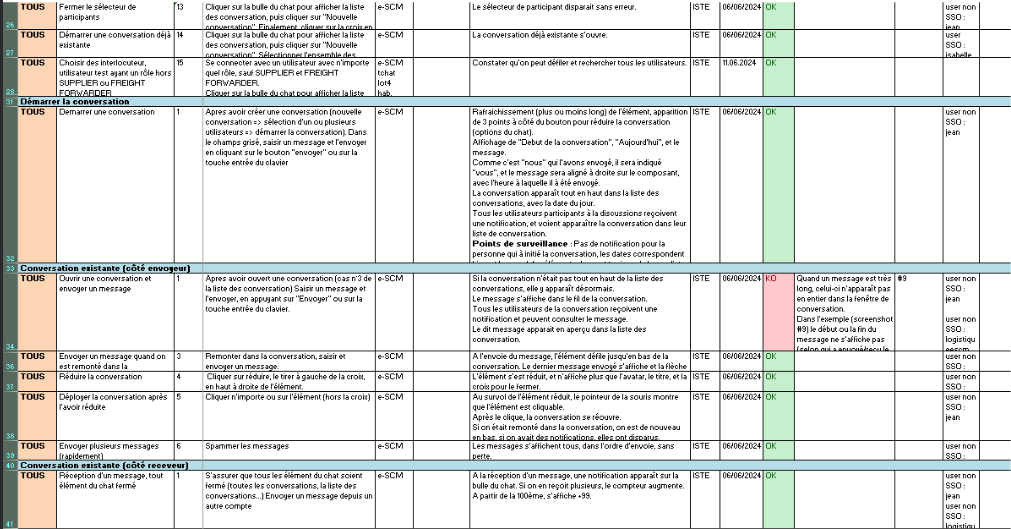 TOUS Fermer le sélecteur de 13 Cliquer sur la bulle du chat pour afficher la liste e-SCM Le sélecteur de participants disparait sans erreur. ISTE 06/06/2024 OK user non
participants des conversation, puis cliquer sur "Nouvelle SSO :
26 conversation". Finalement, cliquer sur la croix en jean
TOUS Démarrer une conversation déjà 14 Cliquer sur la bulle du chat pour afficher la liste e-SCM La conversation déjà existante s'ouvre. ISTE 06/06/2024 OK user
existante des conversation, puis cliquer sur "Nouvelle SSO :
27 conversation". Sélectionner l'ensemble des isabelle
TOUS Choisir des interlocuteur, 15 Se connecter avec un utilisateur avec n'importe e-SCM Constater qu'on peut défiler et rechercher tous les utilisateurs. ISTE 11.06.2024 OK
utilisateur test ayant un rôle hors quel rôle, sauf SUPPLIER et FREIGHT tchat
SUPPLIER ou FREIGHT FORWARDER. lot4
28 FORWARDER Cliquer sur la bulle du chat pour afficher la liste hab.
31 Démarrer la conversation
TOUS Demarrer une conversation 1 Apres avoir créer une conversation (nouvelle e-SCM Rafraichissement (plus ou moins long) de l'élément, apparition ISTE 06/06/2024 OK user non
conversation => sélection d'un ou plusieurs de 3 points à côté du bouton pour réduire la conversation SSO :
utilisateurs => démarrer la conversation). Dans (options du chat). jean
le champs grisé, saisir un message et l'envoyer Affichage de "Debut de la conversation", "Aujourd'hui", et le
en cliquant sur le bouton "envoyer" ou sur la message.
touche entrée du clavier Comme c'est "nous" qui l'avons envoyé, il sera indiqué
"vous", et le message sera aligné à droite sur le composant,
avec l'heure à laquelle il à été envoyé.
La conversation apparaît tout en haut dans la liste des
conversations, avec la date du jour.
Tous les utilisateurs participants à la discussions reçoivent
une notification, et voient apparaître la conversation dans leur
liste de conversation.
Points de surveillance : Pas de notification pour la
32 personne qui à initié la conversation, les dates correspondent
33 Conversation existante (côté envoyeur)
TOUS Ouvrir une conversation et 1 Apres avoir ouvert une conversation (cas n°3 de e-SCM Si la conversation n'était pas tout en haut de la liste des ISTE 06/06/2024 KO Quand un message est très #9 user non
envoyer un message la liste des conversation) Saisir un message et conversations, elle y apparaît désormais. long, celui-ci n'apparaît pas SSO :
l'envoyer, en appuyant sur "Envoyer" ou sur la Le message s'affiche dans le fil de la conversation. en entier dans la fenêtre de jean
touche entrée du clavier. Tous les utilisateurs de la conversation reçoivent une conversation.
notification et peuvent consulter le message. Dans l'exemple (screenshot user non
Le dit message apparait en aperçu dans la liste des #9) le début ou la fin du SSO :
conversation. message ne s'affiche pas logistiqu
34 (selon qui a envoyé/reçu le
TOUS Envoyer un message quand on 3 Remonter dans la conversation, saisir et e-SCM A l'envoie du message, l'élément défile jusqu'en bas de la ISTE 06/06/2024 OK user non
36 est remonté dans la envoyer un message. conversation. Le dernier message envoyé s'affiche et la flèche SSO :
TOUS Réduire la conversation 4 Cliquer sur réduire, le tirer à gauche de la croix, e-SCM L'élément s'est réduit, et n'affiche plus que l'avatar, le titre, et la ISTE 06/06/2024 OK user non
37 en haut à droite de l'élément. croix pour le fermer. SSO :
TOUS Déployer la conversation après 5 Cliquer n'importe ou sur l'élément (hors la croix) e-SCM Au survol de l'élément réduit, le pointeur de la souris montre ISTE 06/06/2024 OK user non
l'avoir réduite que l'élément est cliquable. SSO :
Après le clique, la conversation se réouvre. jean
Si on était remonté dans la conversation, on est de nouveau
38 en bas, si on avait des notifications, elles ont disparus.
TOUS Envoyer plusieurs messages 6 Spammer les messages e-SCM Les messages s'affichent tous, dans l'ordre d'envoie, sans ISTE 06/06/2024 OK user non
39 (rapidement) perte. SSO :
40 Conversation existante (côté receveur)
TOUS Réception d'un message, tout 1 S'assurer que tous les élément du chat soient e-SCM A la réception d'un message, une notification apparaît sur la ISTE 06/06/2024 OK user non
élément du chat fermé fermé (toutes les conversations, la liste des bulle du chat. Si on en reçoit plusieurs, le compteur augmente. SSO :
conversations...) Envoyer un message depuis un A partir de la 100ème, s'affiche +99. jean
autre compte user non
SSO :
41 logistiqu